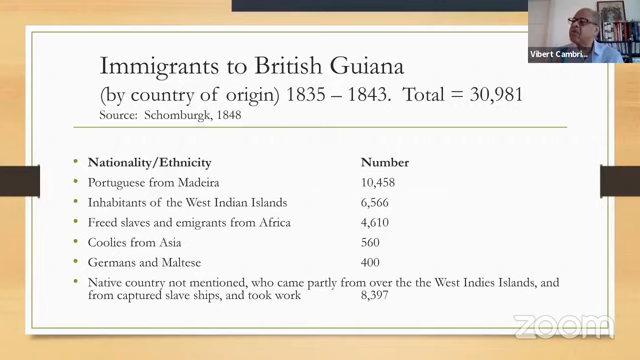 Vibert Cambri...
Immigrants to British Guiana
(by country of origin) 1835 – 1843. Total = 30,981
Source: Schomburgk, 1848
• Nationality/Ethnicity Number
• Portuguese from Madeira 10,458
• Inhabitants of the West Indian Islands 6,566
• Freed slaves and emigrants from Africa 4,610
• Coolies from Asia 560
• Germans and Maltese 400
• Native country not mentioned, who came partly from over the the West Indies Islands, and
from captured slave ships, and took work 8,397
zoom